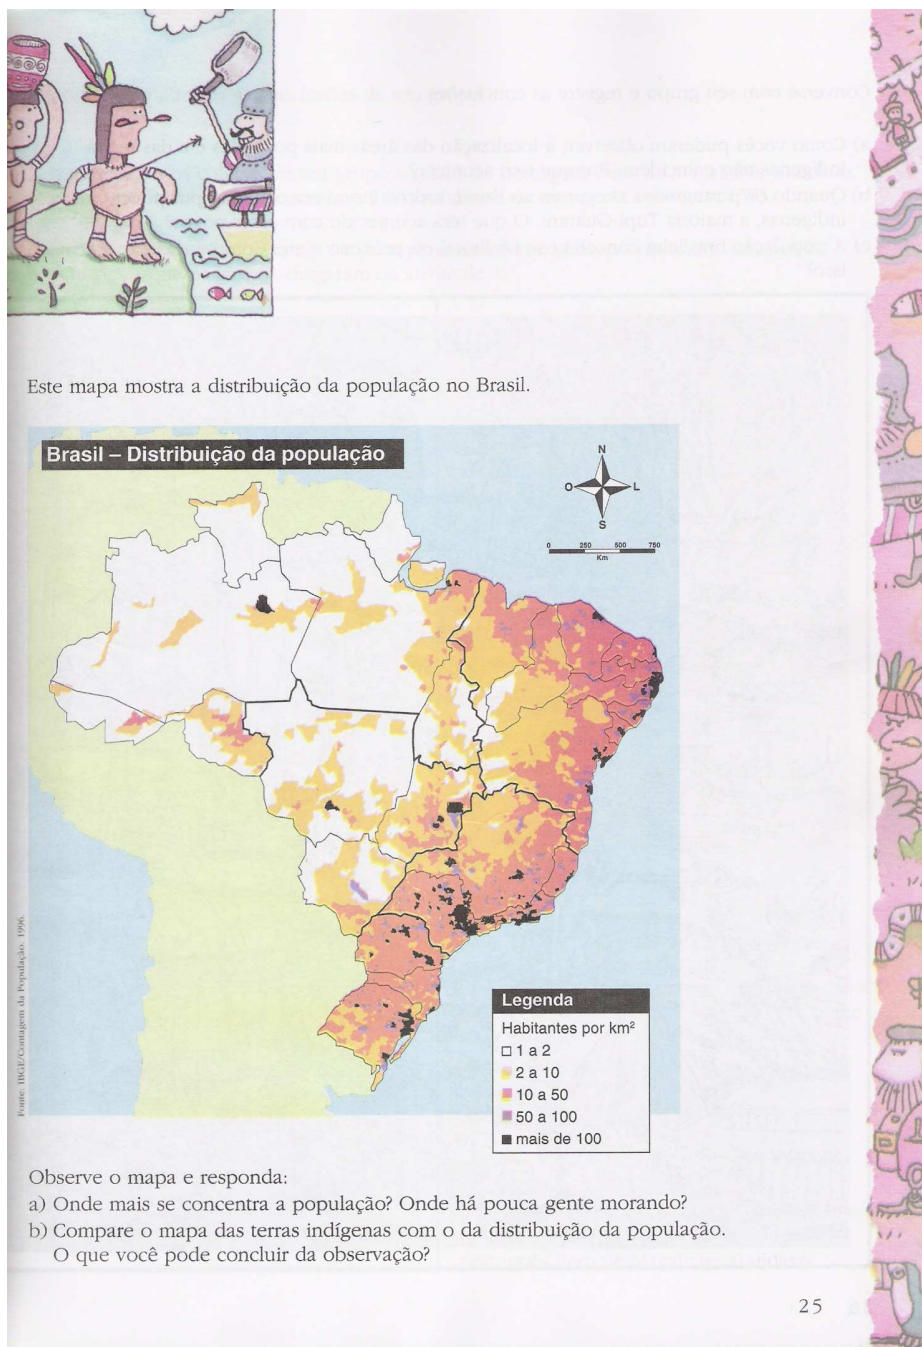 Este mapa mostra a distribuição da população no Brasil.
Brasil – Distribuição da população
N
O
L
S
0 250 500 750
Km
Legenda
Habitantes por km²
1 a 2
2 a 10
10 a 50
50 a 100
mais de 100
Fonte: IBGE/Contagem da População, 1996.
Observe o mapa e responda:
a) Onde mais se concentra a população? Onde há pouca gente morando?
b) Compare o mapa das terras indígenas com o da distribuição da população.
O que você pode concluir da observação?
25